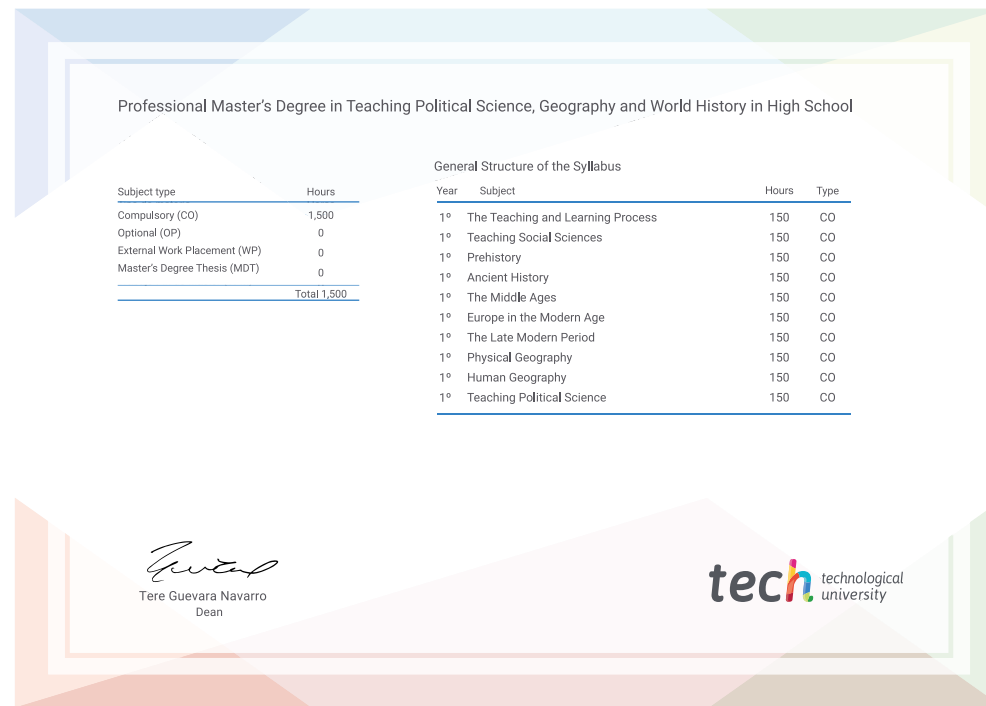 Professional Master's Degree in Teaching Political Science, Geography and World History in High School
Subject type Hours
Compulsory (CO) 1,500
Optional (OP) 0
External Work Placement (WP) 0
Master's Degree Thesis (MDT) 0
Total 1,500
General Structure of the Syllabus
Year Subject Hours Type
1º The Teaching and Learning Process 150 CO
1º Teaching Social Sciences 150 CO
1º Prehistory 150 CO
1º Ancient History 150 CO
1º The Middle Ages 150 CO
1º Europe in the Modern Age 150 CO
1º The Late Modern Period 150 CO
1º Physical Geography 150 CO
1º Human Geography 150 CO
1º Teaching Political Science 150 CO
Tere Guevara Navarro
Dean
tech technological
university